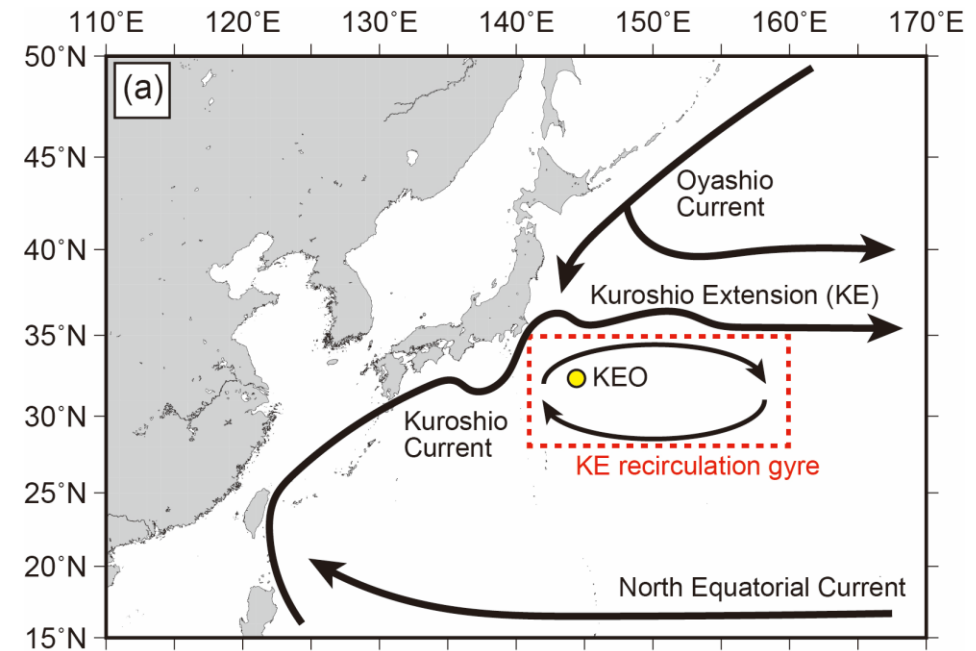 110˚E 120˚E 130˚E 140˚E 150˚E 160˚E 170˚E
50˚N
(a)
45˚N
Oyashio
Current
40˚N
Kuroshio Extension (KE)
35˚N
KEO
30˚N
Kuroshio
Current
KE recirculation gyre
25˚N
20˚N
North Equatorial Current
15˚N